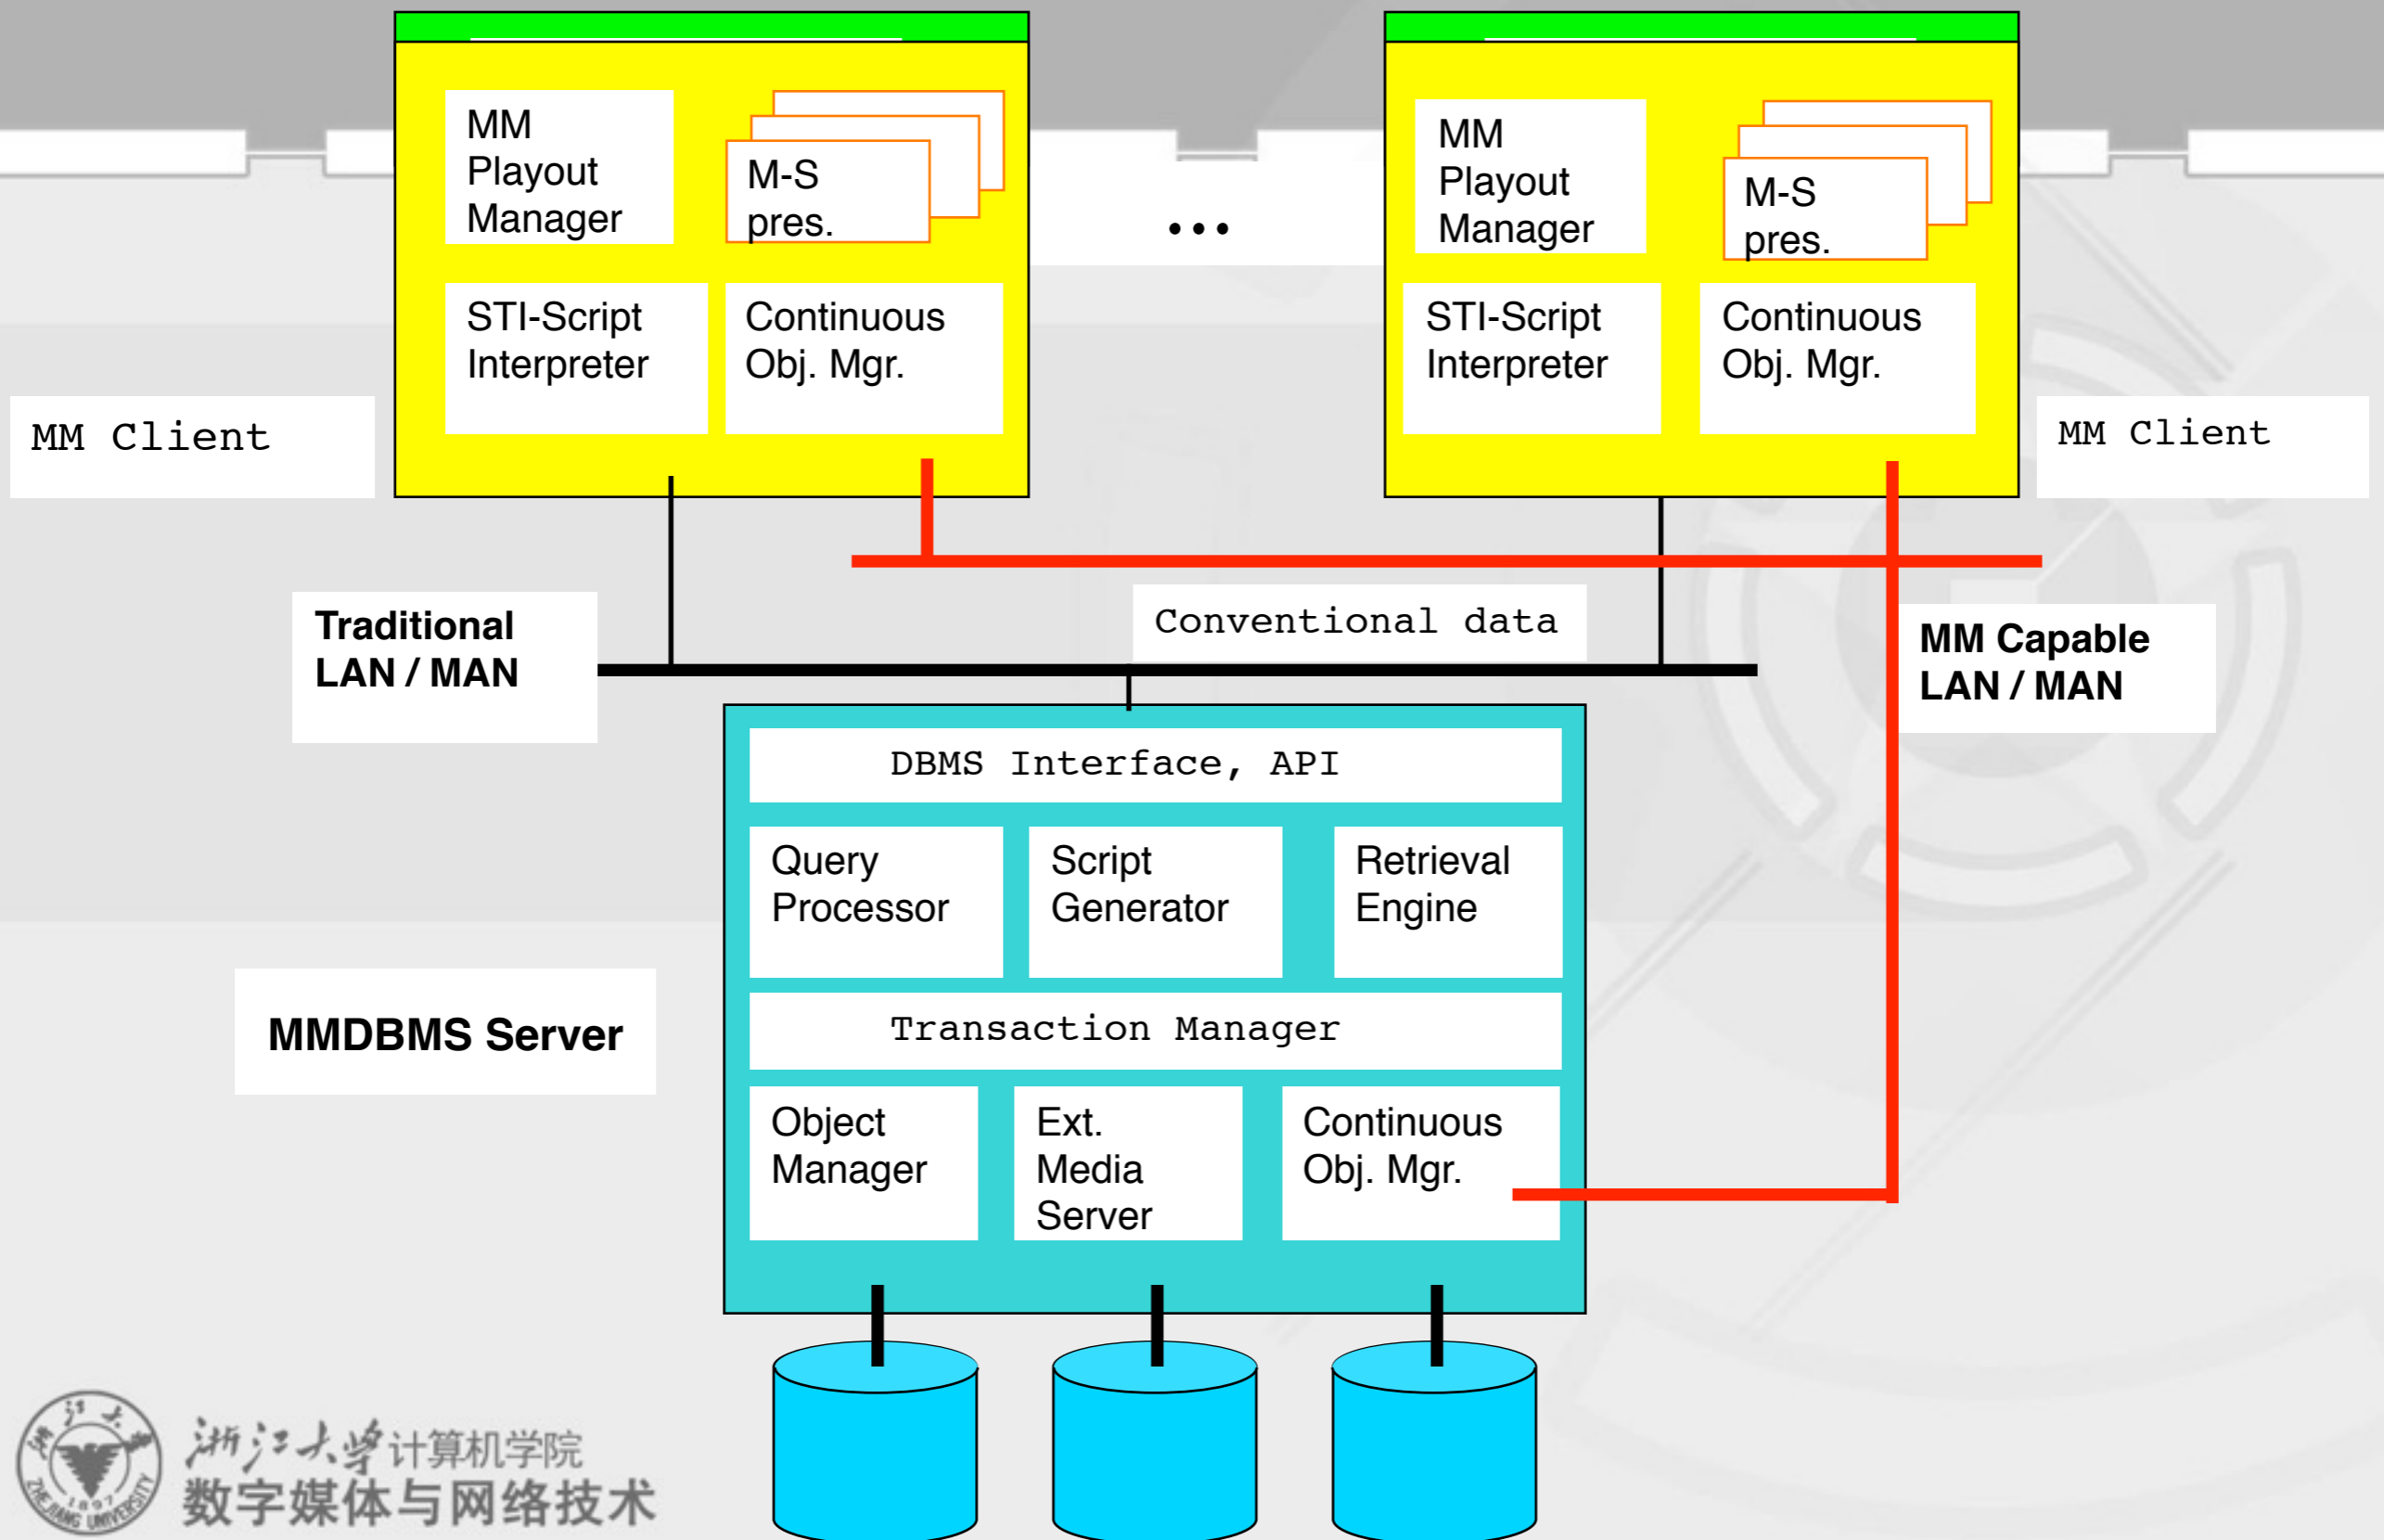 MM
Playout
Manager
M-S
pres.
STI-Script
Interpreter
Continuous
Obj. Mgr.
...
MM
Playout
Manager
M-S
pres.
STI-Script
Interpreter
Continuous
Obj. Mgr.
MM Client
MM Client
Traditional
LAN / MAN
Conventional data
MM Capable
LAN / MAN
DBMS Interface, API
Query
Processor
Script
Generator
Retrieval
Engine
MMDBMS Server
Transaction Manager
Object
Manager
Ext.
Media
Server
Continuous
Obj. Mgr.
ZHEJIANG UNIVERSITY
1897
浙江大学计算机学院
数字媒体与网络技术